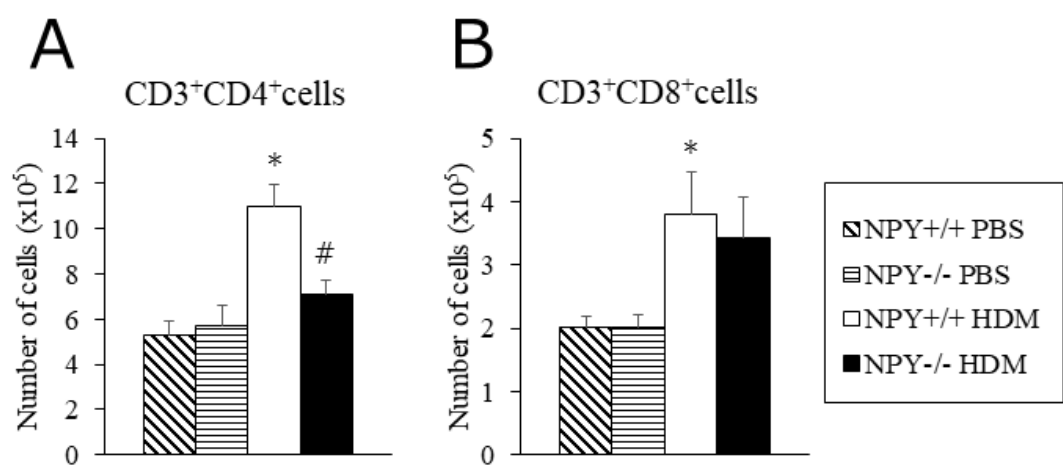 A
B
CD3⁺CD4⁺cells
CD3⁺CD8⁺cells
Number of cells (x10⁵)
14
12
10
8
6
4
2
0
*
#
Number of cells (x10⁵)
5
4
3
2
1
0
*
NPY+/+ PBS
NPY-/- PBS
NPY+/+ HDM
NPY-/- HDM